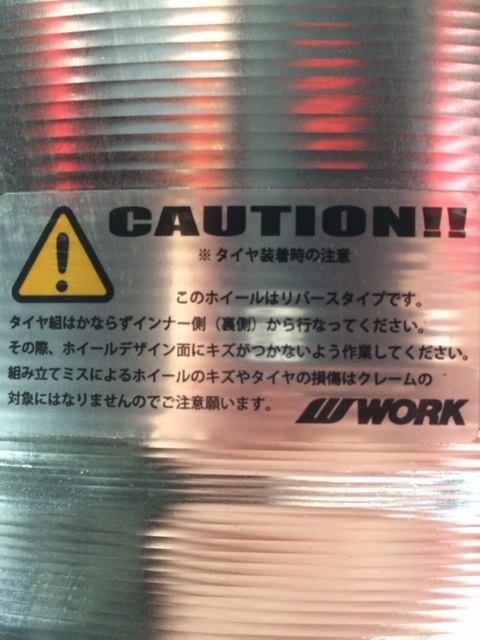 CAUTION!!
※ タイヤ装着時の注意
このホイールはリバースタイプです。
タイヤ組はかならずインナー側（裏側）から行なってください。
その際、ホイールデザイン面にキズがつかないよう作業してください。
組み立てミスによるホイールのキズやタイヤの損傷はクレームの
対象にはなりませんのでご注意願います。
WORK